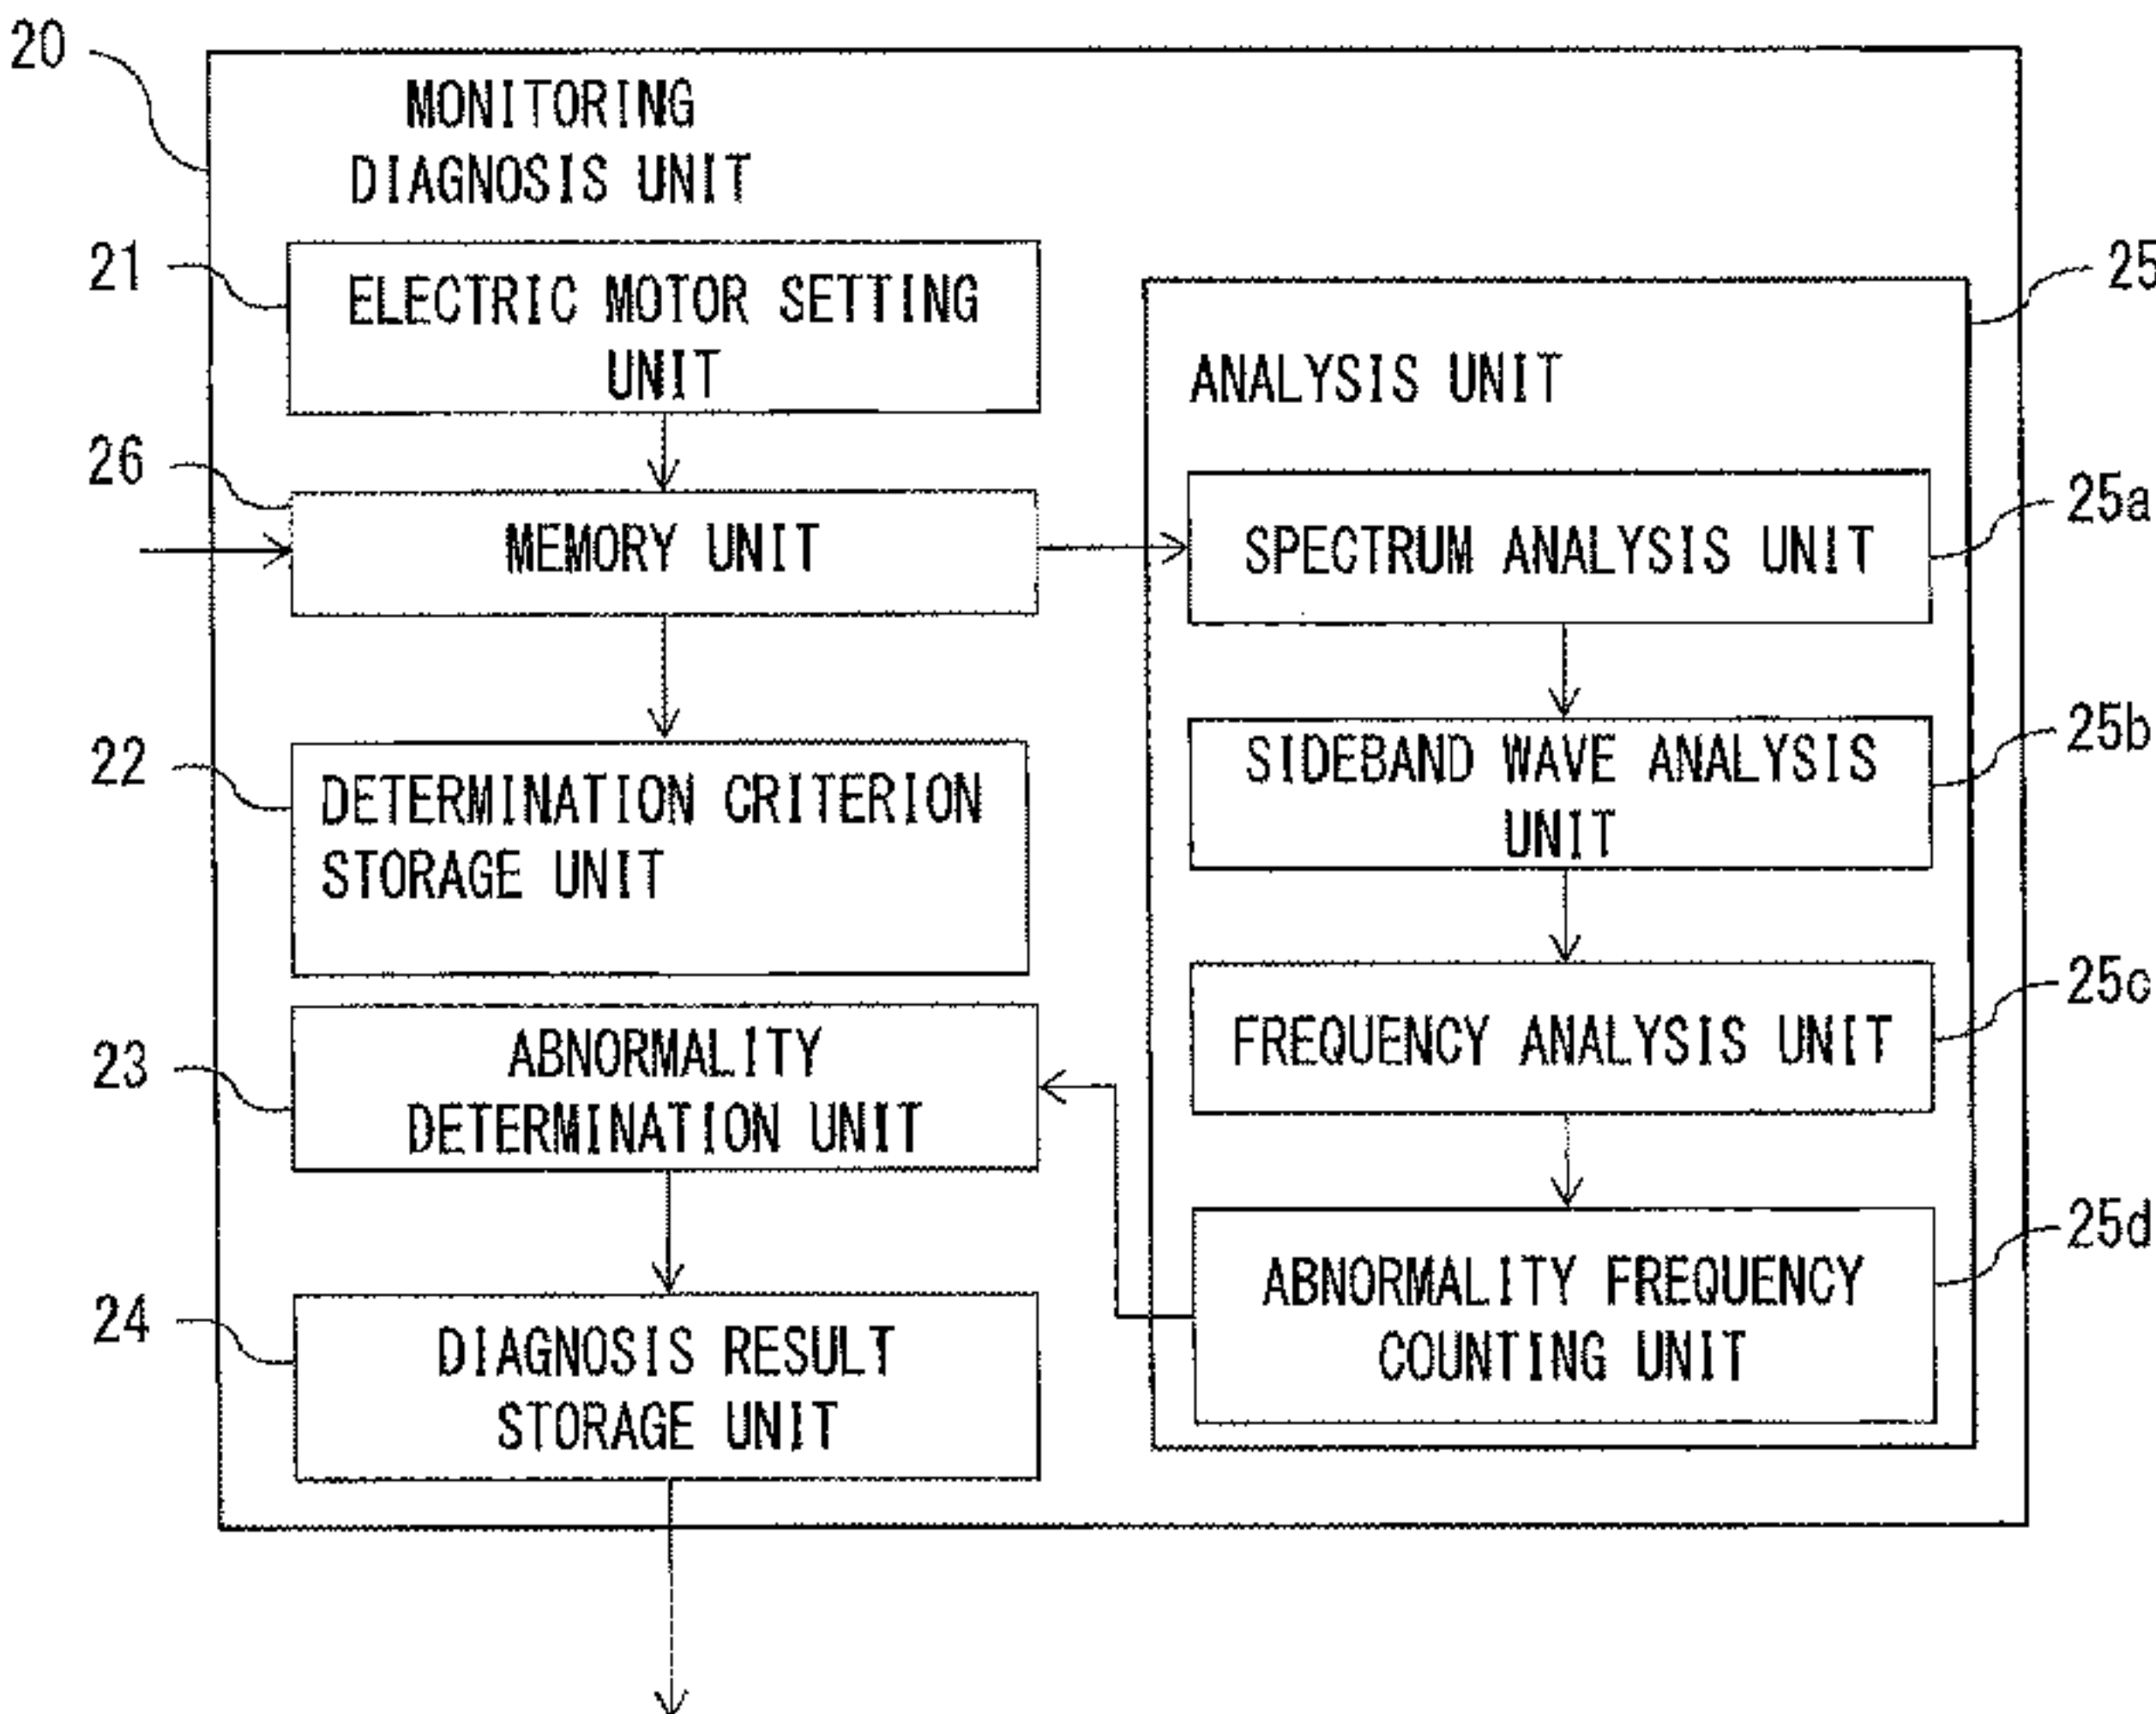 20
MONITORING
DIAGNOSIS UNIT
21
ELECTRIC MOTOR SETTING
UNIT
25
ANALYSIS UNIT
26
MEMORY UNIT
SPECTRUM ANALYSIS UNIT
25a
22
DETERMINATION CRITERION
STORAGE UNIT
SIDEBAND WAVE ANALYSIS
UNIT
25b
23
ABNORMALITY
DETERMINATION UNIT
FREQUENCY ANALYSIS UNIT
25c
24
DIAGNOSIS RESULT
STORAGE UNIT
ABNORMALITY FREQUENCY
COUNTING UNIT
25d